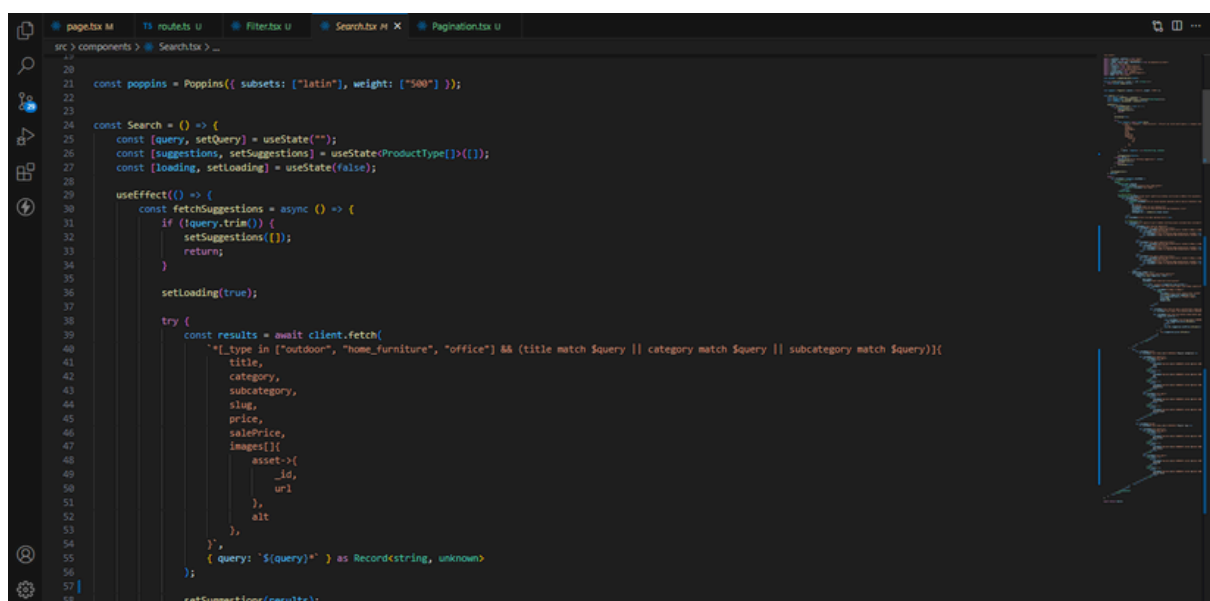 page.tsx M TS route.ts U Filter.tsx U Search.tsx M X Pagination.tsx U ...
src > components > Search.tsx > ...
19
20
21 const poppins = Poppins({ subsets: ["latin"], weight: ["500"] });
22
23
24 const Search = () => {
25 const [query, setQuery] = useState("");
26 const [suggestions, setSuggestions] = useState<ProductType[]>([]);
27 const [loading, setLoading] = useState(false);
28
29 useEffect(() => {
30 const fetchSuggestions = async () => {
31 if (!query.trim()) {
32 setSuggestions([]);
33 return;
34 }
35
36 setLoading(true);
37
38 try {
39 const results = await client.fetch(
40 `*[_type in ["outdoor", "home_furniture", "office"] && (title match $query || category match $query || subcategory match $query)]{
41 title,
42 category,
43 subcategory,
44 slug,
45 price,
46 salePrice,
47 images[]{
48 asset->{
49 _id,
50 url
51 },
52 alt
53 },
54 }`,
55 { query: `${query}*` } as Record<string, unknown>
56 );
57
58 setSuggestions(results);
29